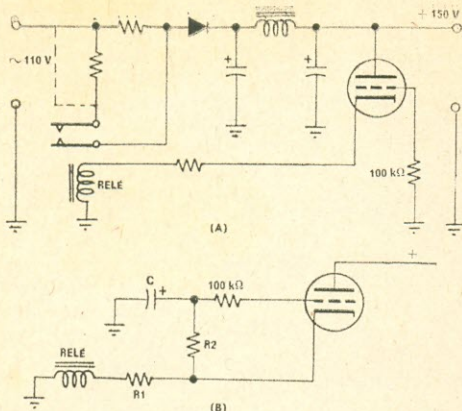 + 150 V
~ 110 V
RELÉ
100 kΩ
(A)
+
+
C
+
100 kΩ
+
RELÉ
R2
R1
(B)